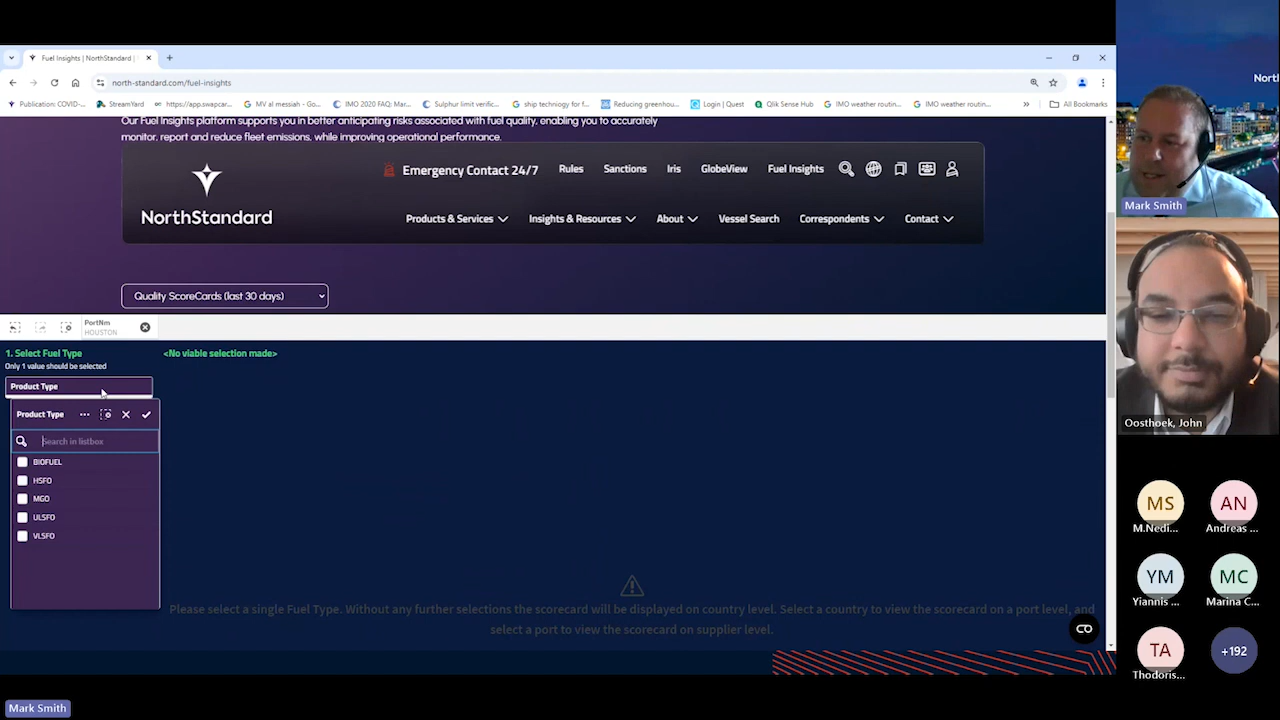 Fuel Insights | NorthStandard |
north-standard.com/fuel-insights
Publication: COVID-...
StreamYard
https://app.swapcar...
MV al messiah - Go...
IMO 2020 FAQ: Mar...
Sulphur limit verific...
ship technlogy for f...
Reducing greenhou...
Login | Quest
Qlik Sense Hub
IMO weather routin...
IMO weather routin...
»
All Bookmarks
Our Fuel Insights platform supports you in better anticipating risks associated with fuel quality, enabling you to accurately
monitor, report and reduce fleet emissions, while improving operational performance.
Emergency Contact 24/7
Rules
Sanctions
Iris
GlobeView
Fuel Insights
NorthStandard
Products & Services
Insights & Resources
About
Vessel Search
Correspondents
Contact
Quality ScoreCards (last 30 days)
PortNm
HOUSTON
1. Select Fuel Type
<No viable selection made>
Only 1 value should be selected
Product Type
Product Type
Search in listbox
BIOFUEL
HSFO
MGO
ULSFO
VLSFO
Please select a single Fuel Type. Without any further selections the scorecard will be displayed on country level. Select a country to view the scorecard on a port level, and
select a port to view the scorecard on supplier level.
Nort
Mark Smith
Oosthoek, John
MS
M.Nedi...
AN
Andreas ...
YM
Yiannis ...
MC
Marina C...
TA
Thodoris...
+192
Mark Smith